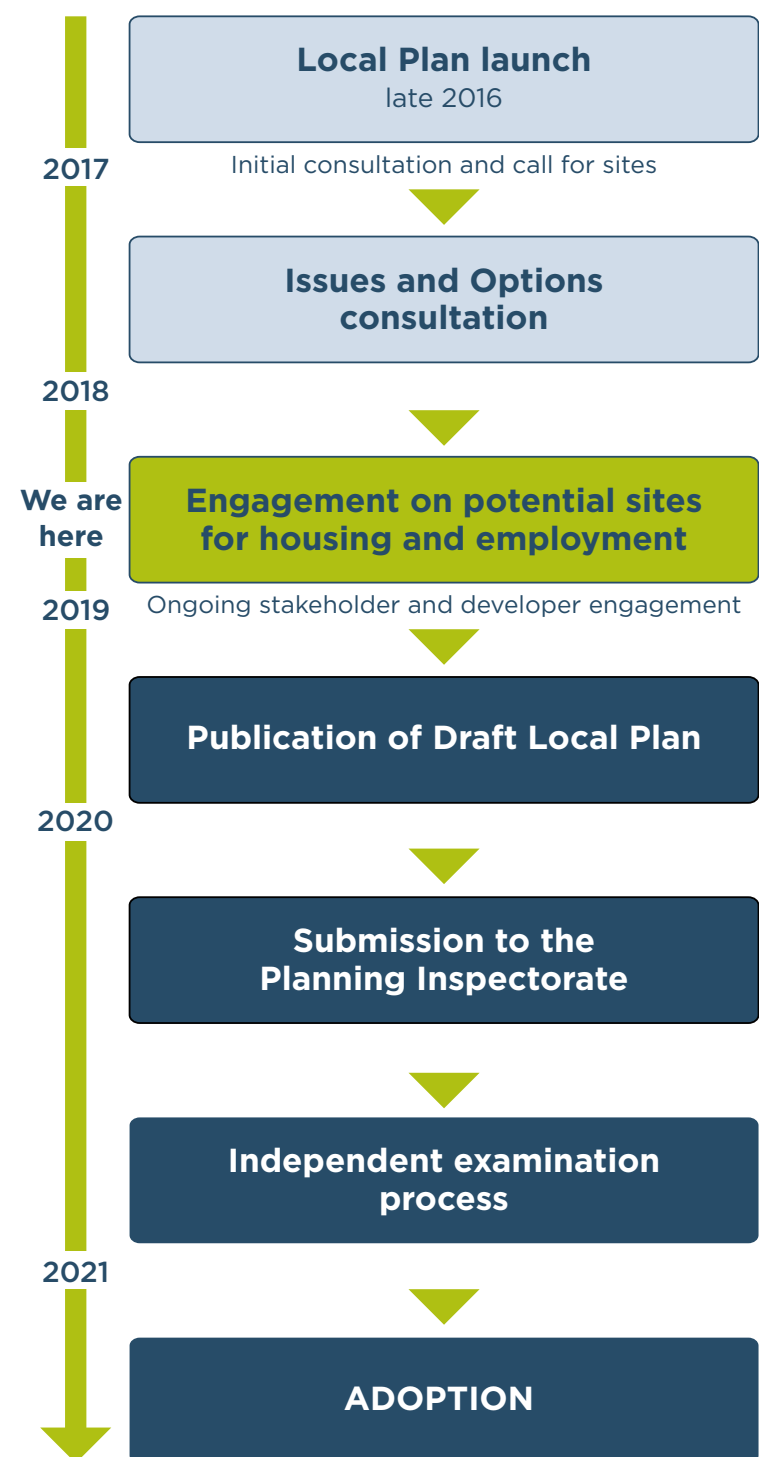 Local Plan launch
late 2016
2017
Initial consultation and call for sites
Issues and Options
consultation
2018
We are
here
Engagement on potential sites
for housing and employment
2019
Ongoing stakeholder and developer engagement
Publication of Draft Local Plan
2020
Submission to the
Planning Inspectorate
Independent examination
process
2021
ADOPTION